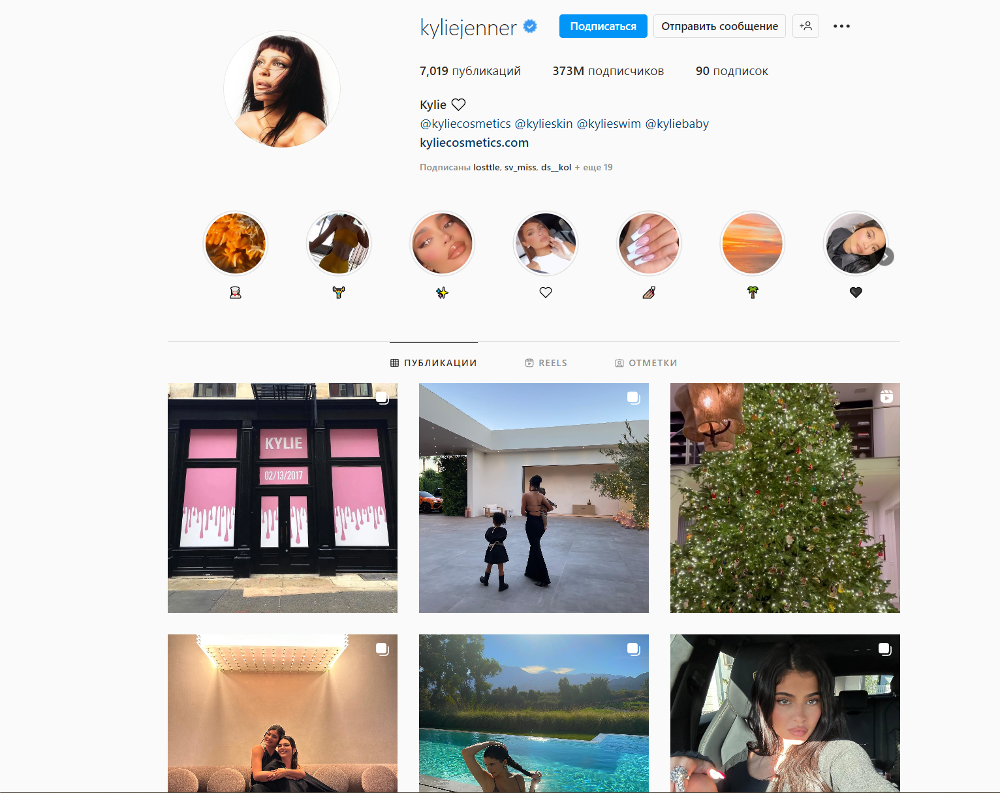 kyliejenner
Подписаться
Отправить сообщение
7,019 публикаций 373M подписчиков 90 подписок
Kylie
@kyliecosmetics @kylieskin @kylieswim @kyliebaby
kyliecosmetics.com
Подписаны losttle, sv_miss, ds__kol + еще 19
ПУБЛИКАЦИИ
REELS
ОТМЕТКИ
KYLIE
02/13/2017